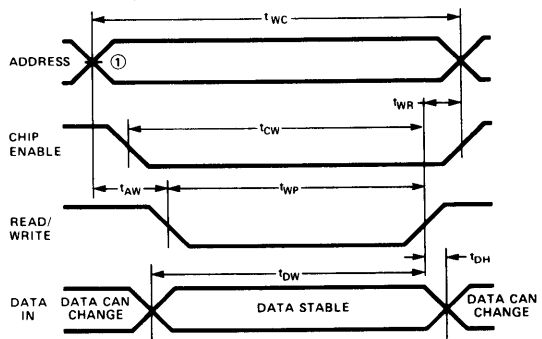 tWC
ADDRESS
①
tWR
CHIP
ENABLE
tCW
tAW
tWP
READ/
WRITE
tDH
tDW
DATA
IN
DATA CAN
CHANGE
DATA STABLE
DATA CAN
CHANGE